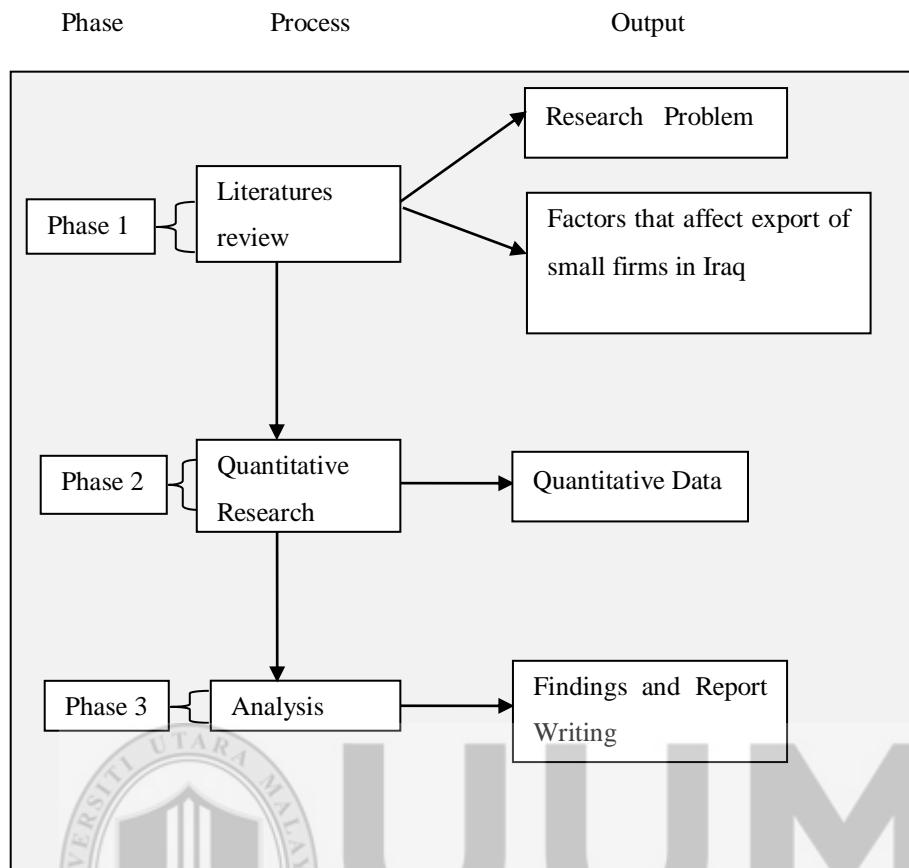 Phase Process Output
Research Problem
Literatures
review
Phase 1
Factors that affect export of
small firms in Iraq
Quantitative
Research
Phase 2
Quantitative Data
Phase 3
Analysis
Findings and Report
Writing
UTARA
UUM